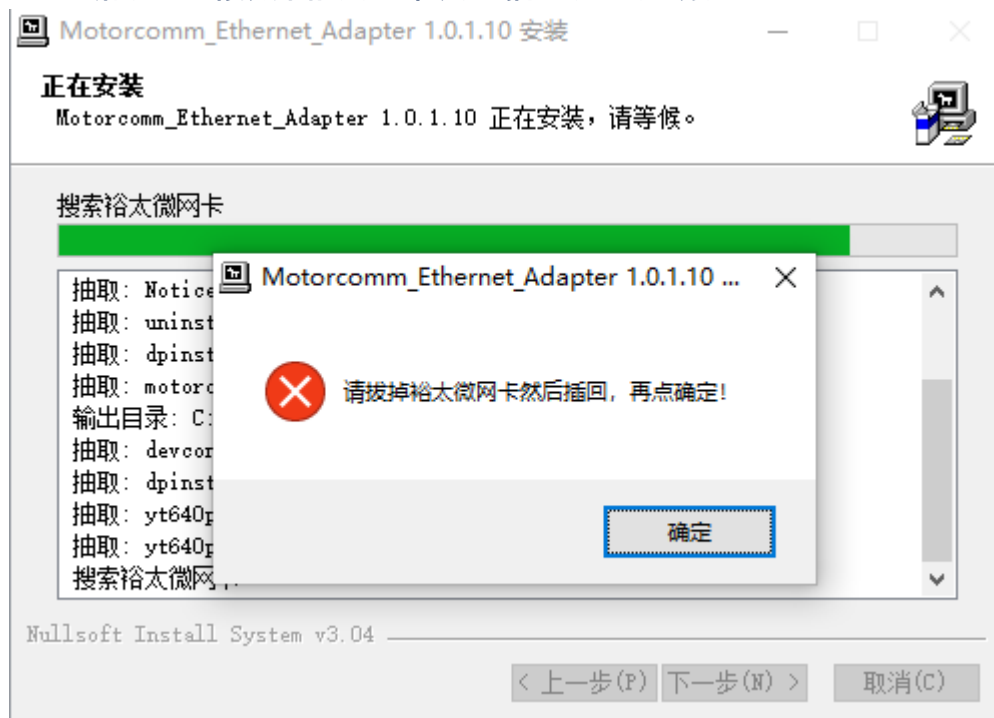 Motorcomm_Ethernet_Adapter 1.0.1.10 安装
正在安装
Motorcomm_Ethernet_Adapter 1.0.1.10 正在安装，请等候。
搜索裕太微网卡
抽取: Notice
抽取: uninst
抽取: dpinst
抽取: motorc
输出目录: C:
抽取: devcon
抽取: dpinst
抽取: yt640p
抽取: yt640p
搜索裕太微网
Motorcomm_Ethernet_Adapter 1.0.1.10 ...
请拔掉裕太微网卡然后插回，再点确定！
确定
Nullsoft Install System v3.04
< 上一步(P)
下一步(N) >
取消(C)